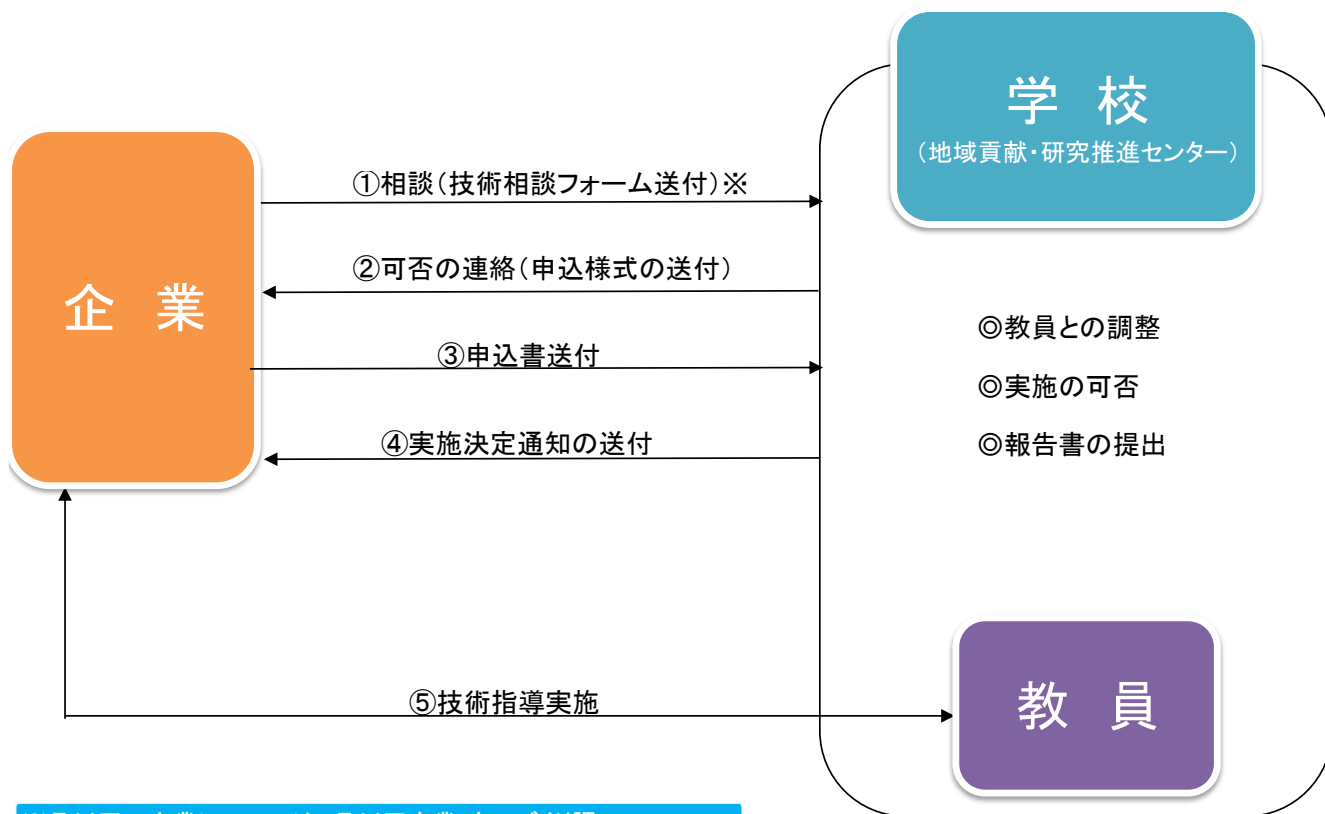 学 校
(地域貢献・研究推進センター)
企 業
①相談(技術相談フォーム送付)※
②可否の連絡(申込様式の送付)
③申込書送付
④実施決定通知の送付
◎教員との調整
◎実施の可否
◎報告書の提出
⑤技術指導実施
教 員